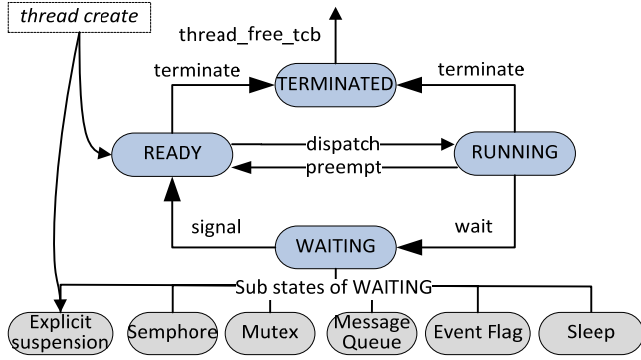 thread create
thread_free_tcb
terminate
terminate
TERMINATED
READY
dispatch
preempt
RUNNING
signal
wait
WAITING
Sub states of WAITING
Explicit
suspension
Semphore
Mutex
Message
Queue
Event Flag
Sleep